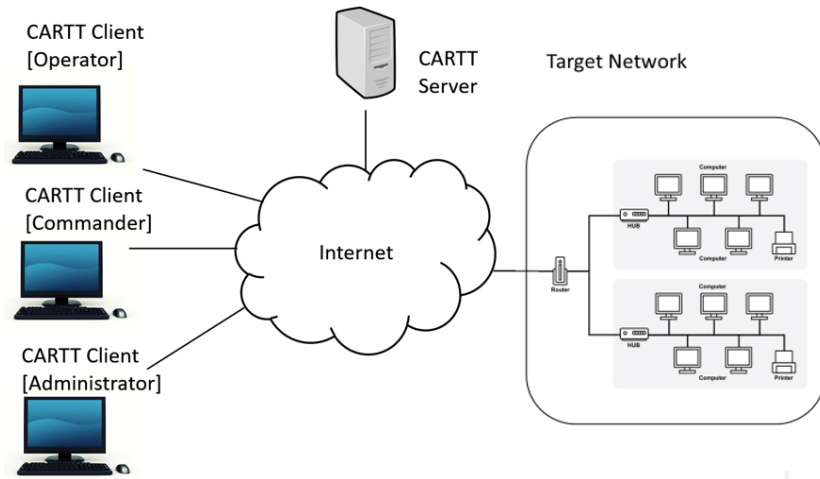 CARTT Client
[Operator]
CARTT
Server
Target Network
CARTT Client
[Commander]
Internet
CARTT Client
[Administrator]
Computer
HUB
Computer
Printer
Router
Computer
HUB
Computer
Printer